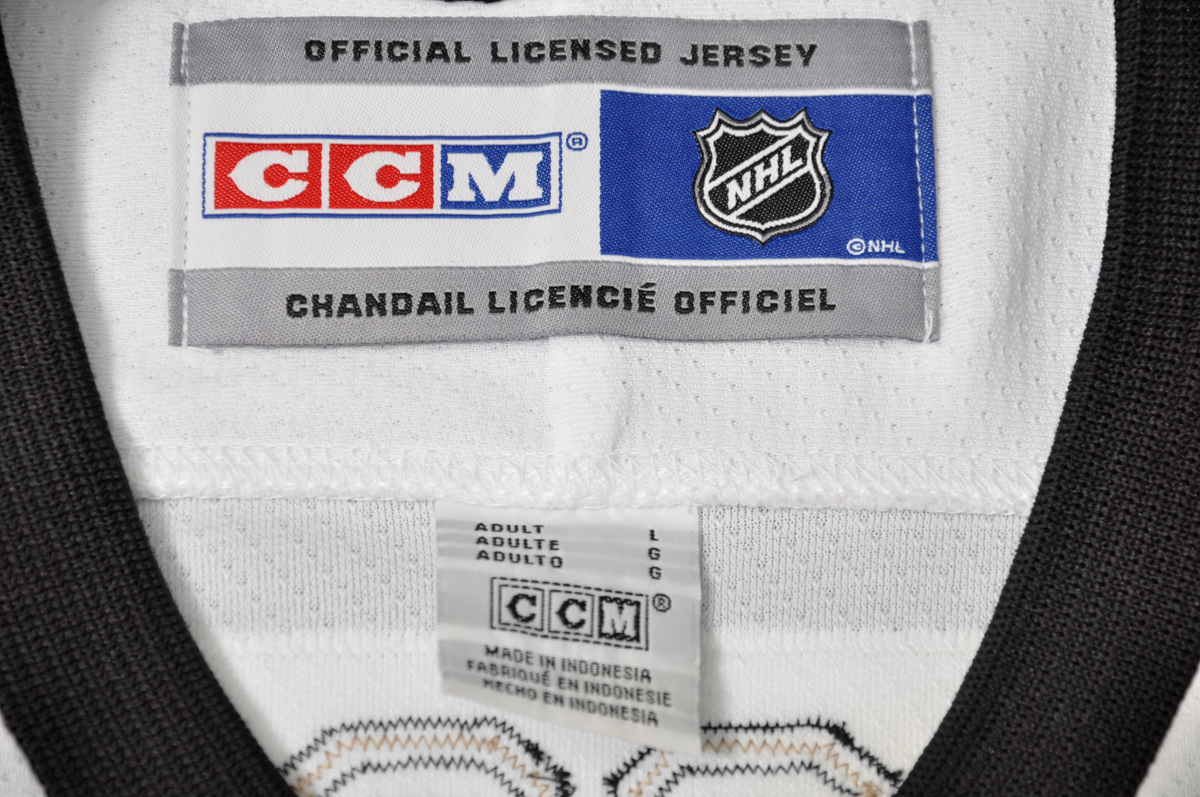 OFFICIAL LICENSED JERSEY
CCM®
NHL
©NHL
CHANDAIL LICENCIÉ OFFICIEL
ADULT L
ADULTE G
ADULTO G
CCM®
MADE IN INDONESIA
FABRIQUÉ EN INDONESIE
HECHO EN INDONESIA